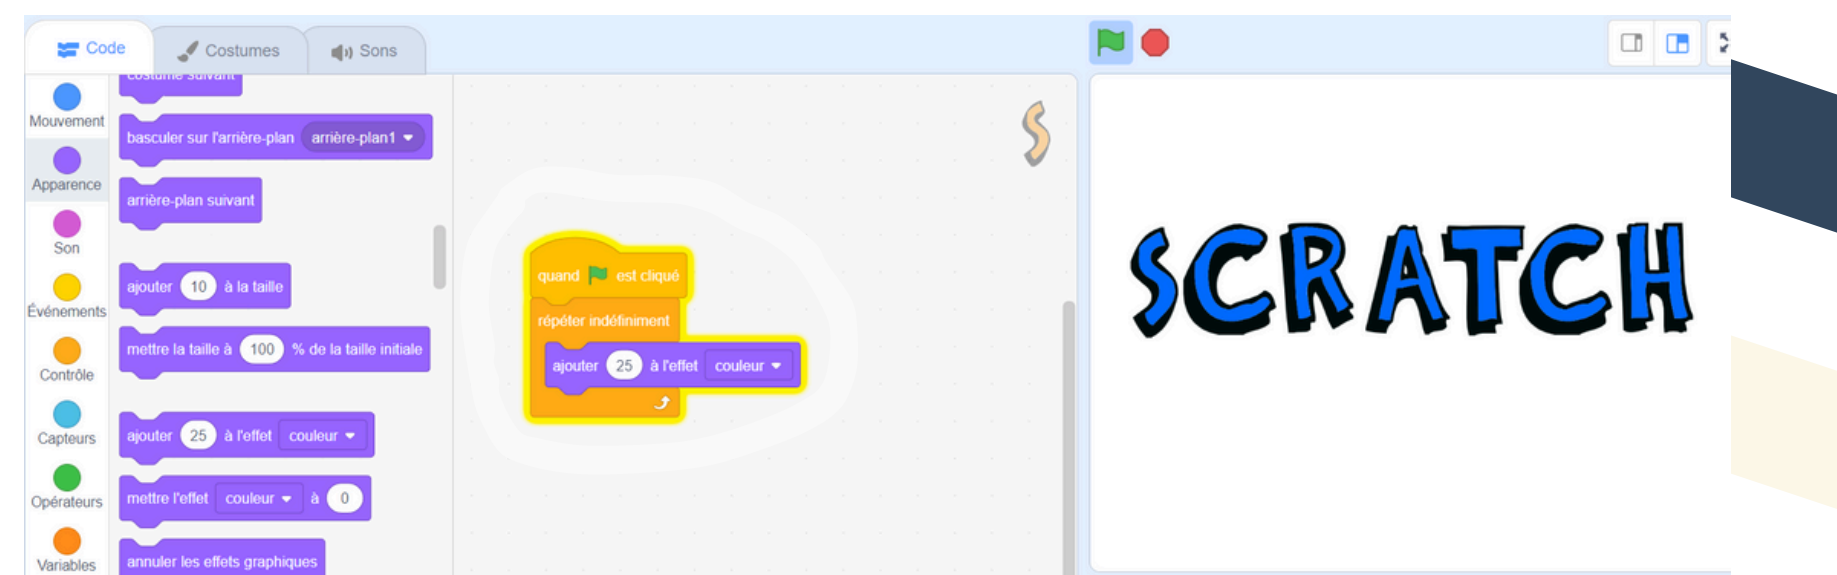 Code
Costumes
Sons
Mouvement
Apparence
Son
Événements
Contrôle
Capteurs
Opérateurs
Variables
costume suivant
basculer sur l'arrière-plan arrière-plan1
arrière-plan suivant
ajouter 10 à la taille
mettre la taille à 100 % de la taille initiale
ajouter 25 à l'effet couleur
mettre l'effet couleur à 0
annuler les effets graphiques
quand est cliqué
répéter indéfiniment
ajouter 25 à l'effet couleur
S
SCRATCH